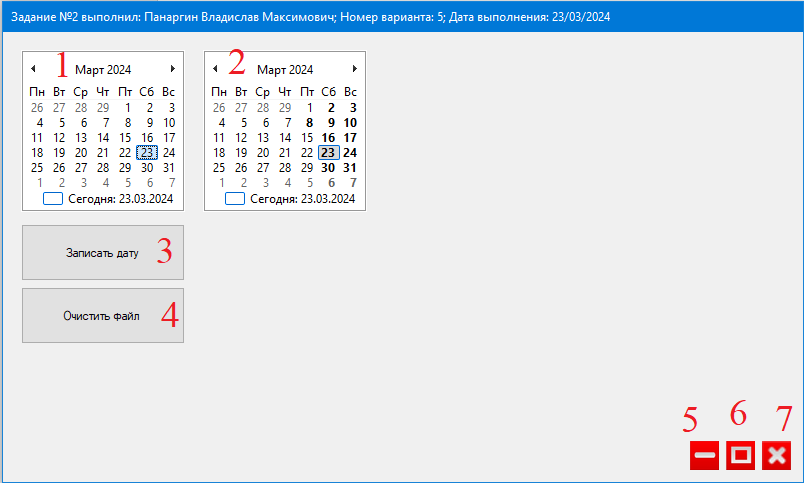 Задание №2 выполнил: Панаргин Владислав Максимович; Номер варианта: 5; Дата выполнения: 23/03/2024
1 Март 2024
Пн Вт Ср Чт Пт Сб Вс
26 27 28 29 1 2 3
4 5 6 7 8 9 10
11 12 13 14 15 16 17
18 19 20 21 22 23 24
25 26 27 28 29 30 31
1 2 3 4 5 6 7
Сегодня: 23.03.2024
2 Март 2024
Пн Вт Ср Чт Пт Сб Вс
26 27 28 29 1 2 3
4 5 6 7 8 9 10
11 12 13 14 15 16 17
18 19 20 21 22 23 24
25 26 27 28 29 30 31
1 2 3 4 5 6 7
Сегодня: 23.03.2024
Записать дату 3
Очистить файл 4
5 6 7